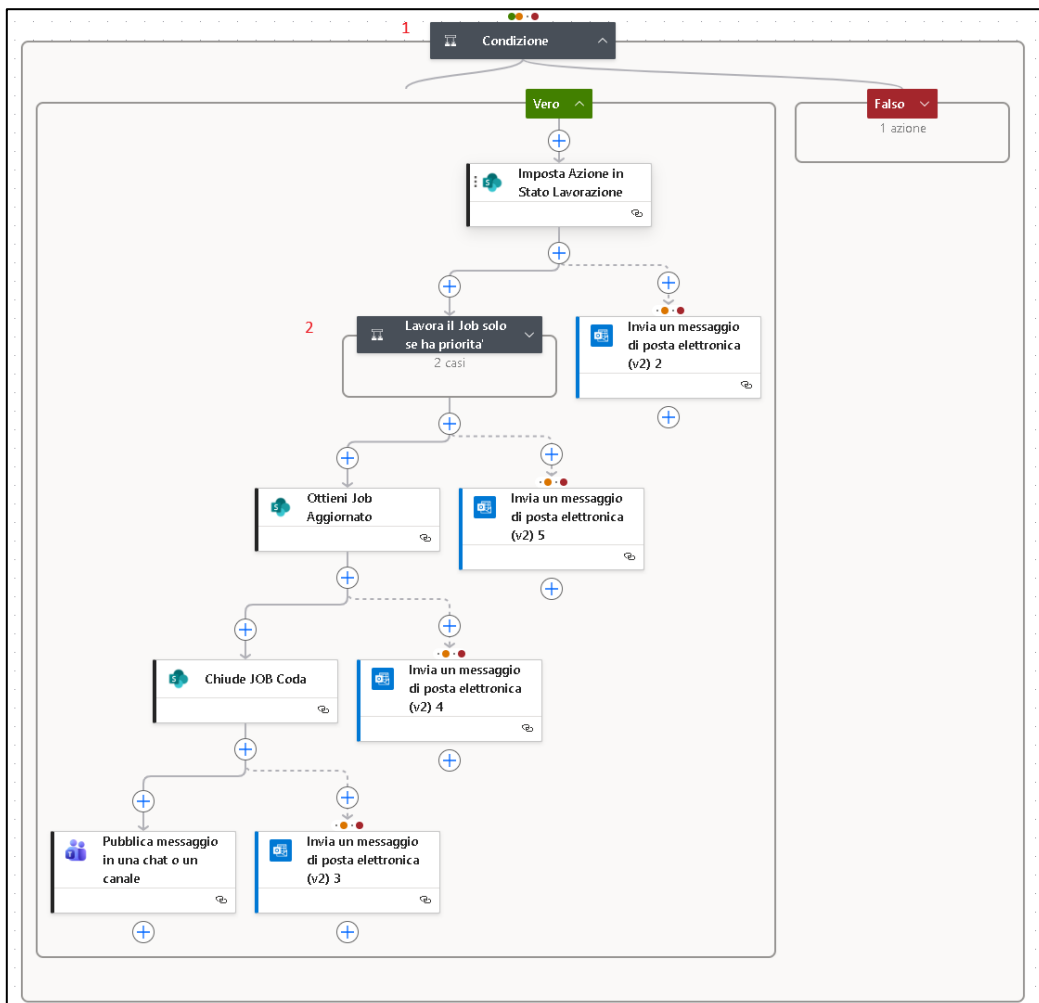 1
Condizione
Vero
Falso
1 azione
Imposta Azione in
Stato Lavorazione
2
Lavora il Job solo
se ha priorita'
2 casi
Invia un messaggio
di posta elettronica
(v2) 2
Ottieni Job
Aggiornato
Invia un messaggio
di posta elettronica
(v2) 5
Chiude JOB Coda
Invia un messaggio
di posta elettronica
(v2) 4
Pubblica messaggio
in una chat o un
canale
Invia un messaggio
di posta elettronica
(v2) 3